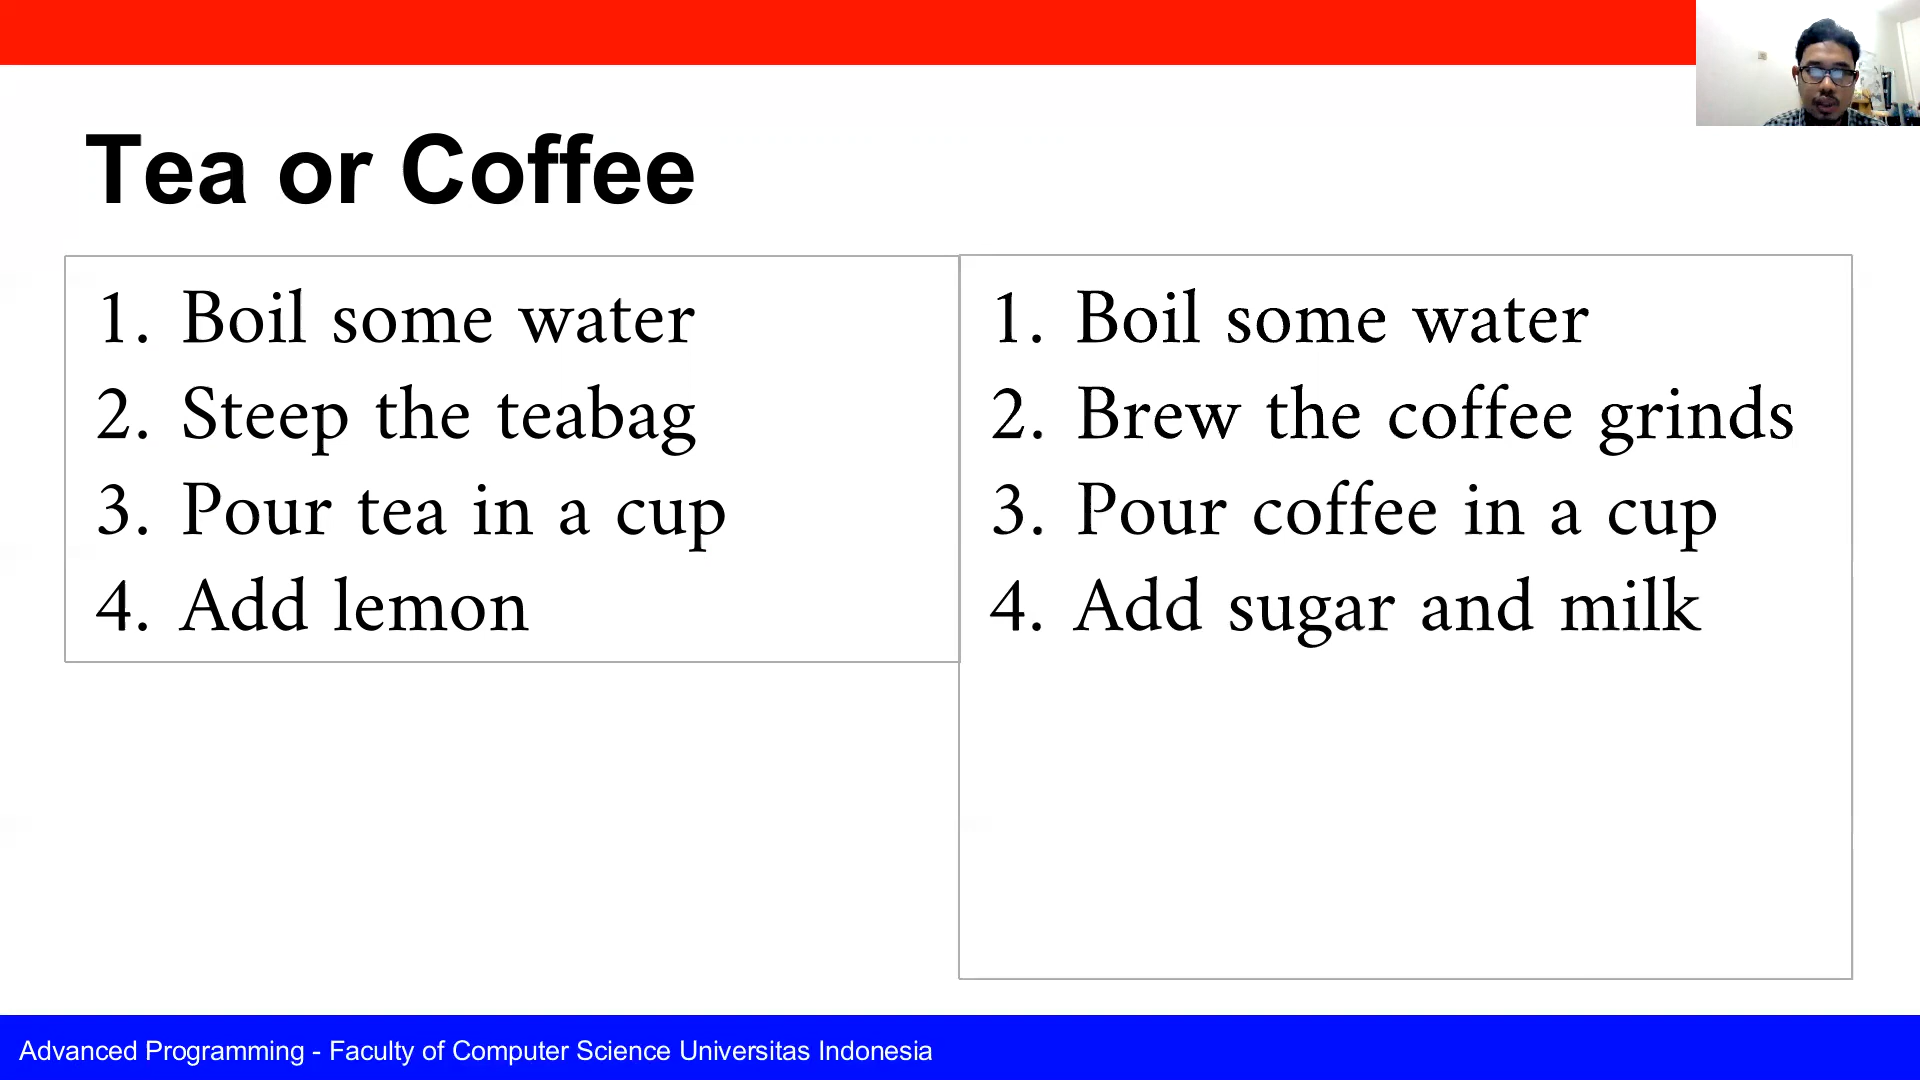 Tea or Coffee
1. Boil some water
2. Steep the teabag
3. Pour tea in a cup
4. Add lemon
1. Boil some water
2. Brew the coffee grinds
3. Pour coffee in a cup
4. Add sugar and milk
Advanced Programming - Faculty of Computer Science Universitas Indonesia